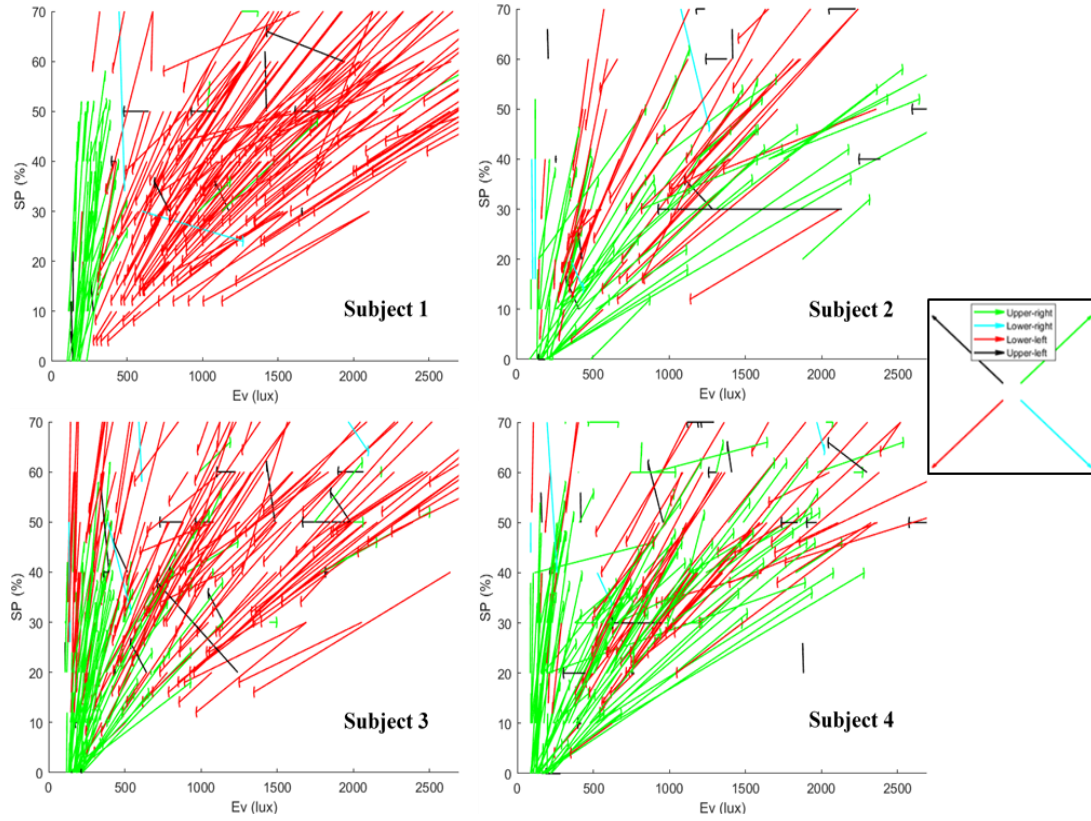 70
60
50
40
30
20
10
0
SP (%)
0 500 1000 1500 2000 2500
Ev (lux)
Subject 1
70
60
50
40
30
20
10
0
0 500 1000 1500 2000 2500
Ev (lux)
Subject 2
Upper-right
Lower-right
Lower-left
Upper-left
70
60
50
40
30
20
10
0
SP (%)
0 500 1000 1500 2000 2500
Ev (lux)
Subject 3
70
60
50
40
30
20
10
0
SP (%)
0 500 1000 1500 2000 2500
Ev (lux)
Subject 4